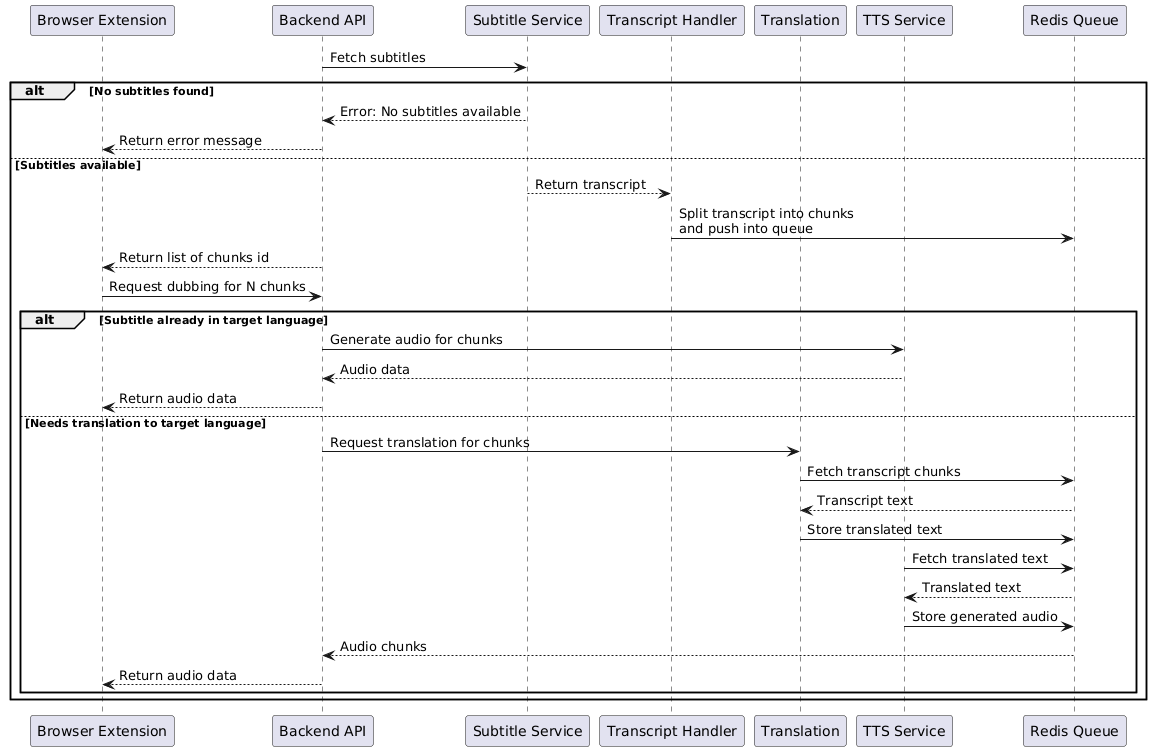 Browser Extension
Backend API
Subtitle Service
Transcript Handler
Translation
TTS Service
Redis Queue
Fetch subtitles
alt
[No subtitles found]
Error: No subtitles available
Return error message
[Subtitles available]
Return transcript
Split transcript into chunks
and push into queue
Return list of chunks id
Request dubbing for N chunks
alt
[Subtitle already in target language]
Generate audio for chunks
Audio data
Return audio data
[Needs translation to target language]
Request translation for chunks
Fetch transcript chunks
Transcript text
Store translated text
Fetch translated text
Translated text
Store generated audio
Audio chunks
Return audio data
Browser Extension
Backend API
Subtitle Service
Transcript Handler
Translation
TTS Service
Redis Queue